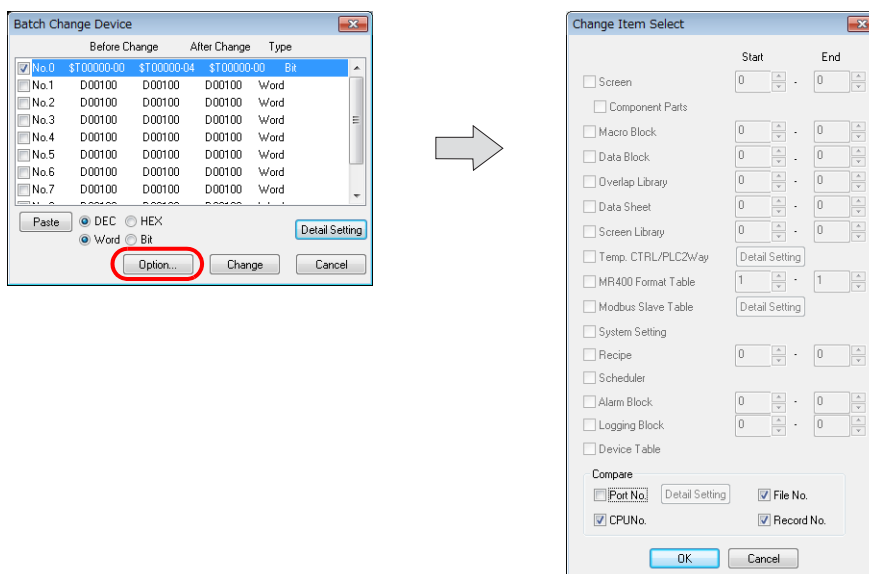 Batch Change Device
Before Change After Change Type
No.0 $T00000-00 $T00000-04 $T00000-00 Bit
No.1 D00100 D00100 D00100 Word
No.2 D00100 D00100 D00100 Word
No.3 D00100 D00100 D00100 Word
No.4 D00100 D00100 D00100 Word
No.5 D00100 D00100 D00100 Word
No.6 D00100 D00100 D00100 Word
No.7 D00100 D00100 D00100 Word
Paste DEC HEX
Word Bit
Detail Setting
Option... Change Cancel
Change Item Select
Start End
Screen 0 - 0
Component Parts
Macro Block 0 - 0
Data Block 0 - 0
Overlap Library 0 - 0
Data Sheet 0 - 0
Screen Library 0 - 0
Temp. CTRL/PLC2Way Detail Setting
MR400 Format Table 1 - 1
Modbus Slave Table Detail Setting
System Setting
Recipe 0 - 0
Scheduler
Alarm Block 0 - 0
Logging Block 0 - 0
Device Table
Compare
Port No. Detail Setting File No.
CPUNo. Record No.
OK Cancel